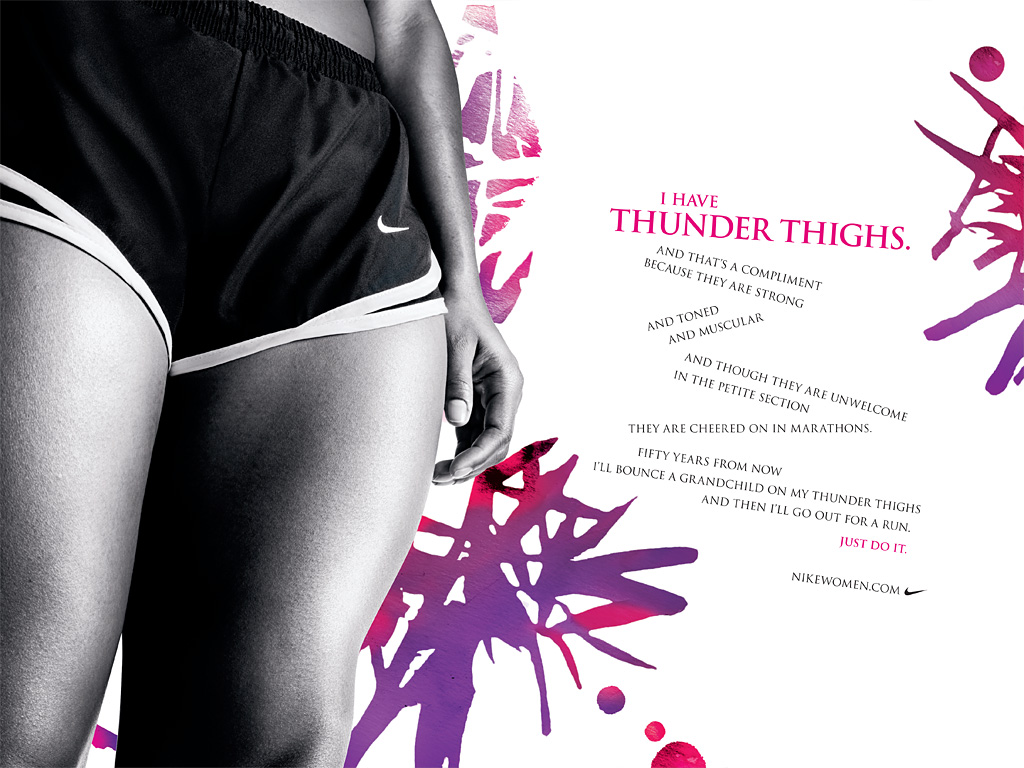 I HAVE
THUNDER THIGHS.
AND THAT'S A COMPLIMENT
BECAUSE THEY ARE STRONG
AND TONED
AND MUSCULAR
AND THOUGH THEY ARE UNWELCOME
IN THE PETITE SECTION
THEY ARE CHEERED ON IN MARATHONS.
FIFTY YEARS FROM NOW
I'LL BOUNCE A GRANDCHILD ON MY THUNDER THIGHS
AND THEN I'LL GO OUT FOR A RUN.
JUST DO IT.
NIKEWOMEN.COM